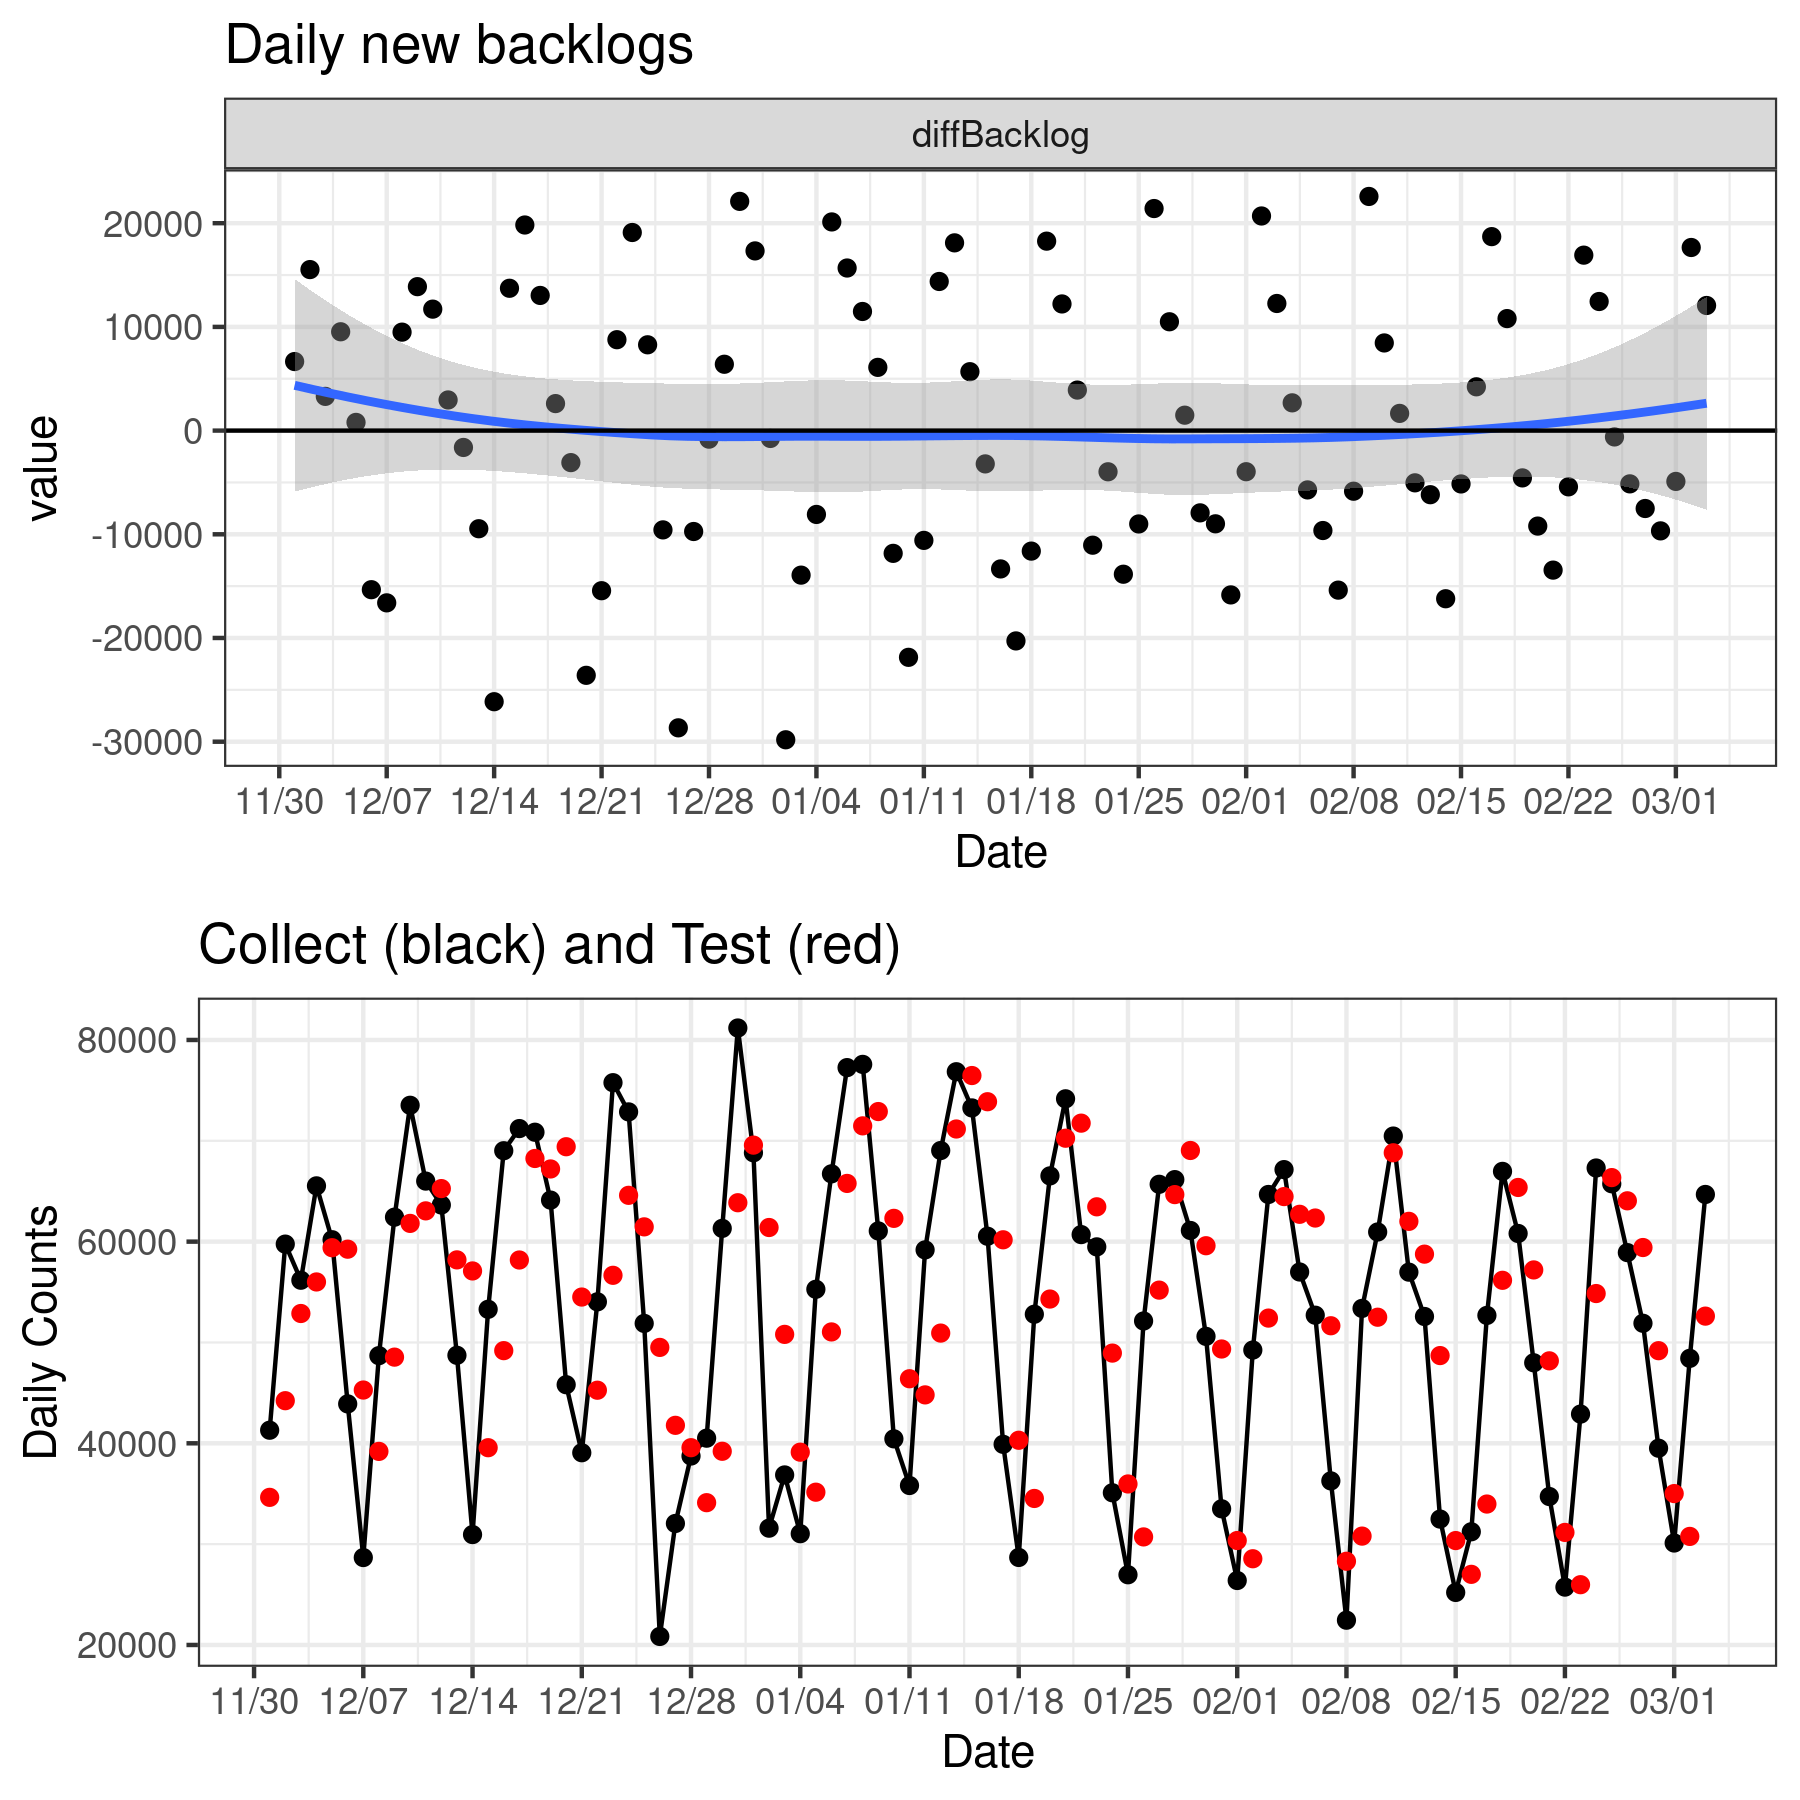 Daily new backlogs
diffBacklog
value
20000
10000
0
-10000
-20000
-30000
11/30 12/07 12/14 12/21 12/28 01/04 01/11 01/18 01/25 02/01 02/08 02/15 02/22 03/01
Date
Collect (black) and Test (red)
Daily Counts
80000
60000
40000
20000
11/30 12/07 12/14 12/21 12/28 01/04 01/11 01/18 01/25 02/01 02/08 02/15 02/22 03/01
Date